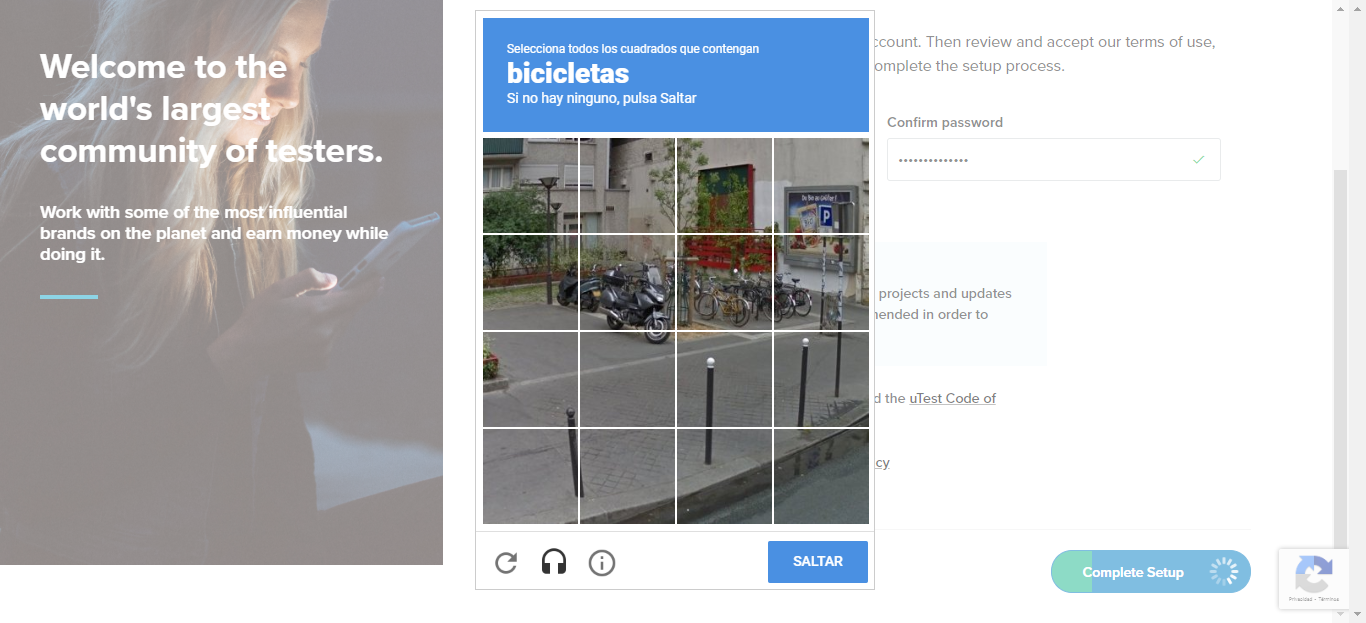 Welcome to the
world's largest
community of testers.
Work with some of the most influential
brands on the planet and earn money while
doing it.
Selecciona todos los cuadrados que contengan
bicicletas
Si no hay ninguno, pulsa Saltar
P
SALTAR
ccount. Then review and accept our terms of use,
omplete the setup process.
Confirm password
••••••••••••••
projects and updates
nended in order to
d the uTest Code of
cy
Complete Setup
Privacidad - Términos